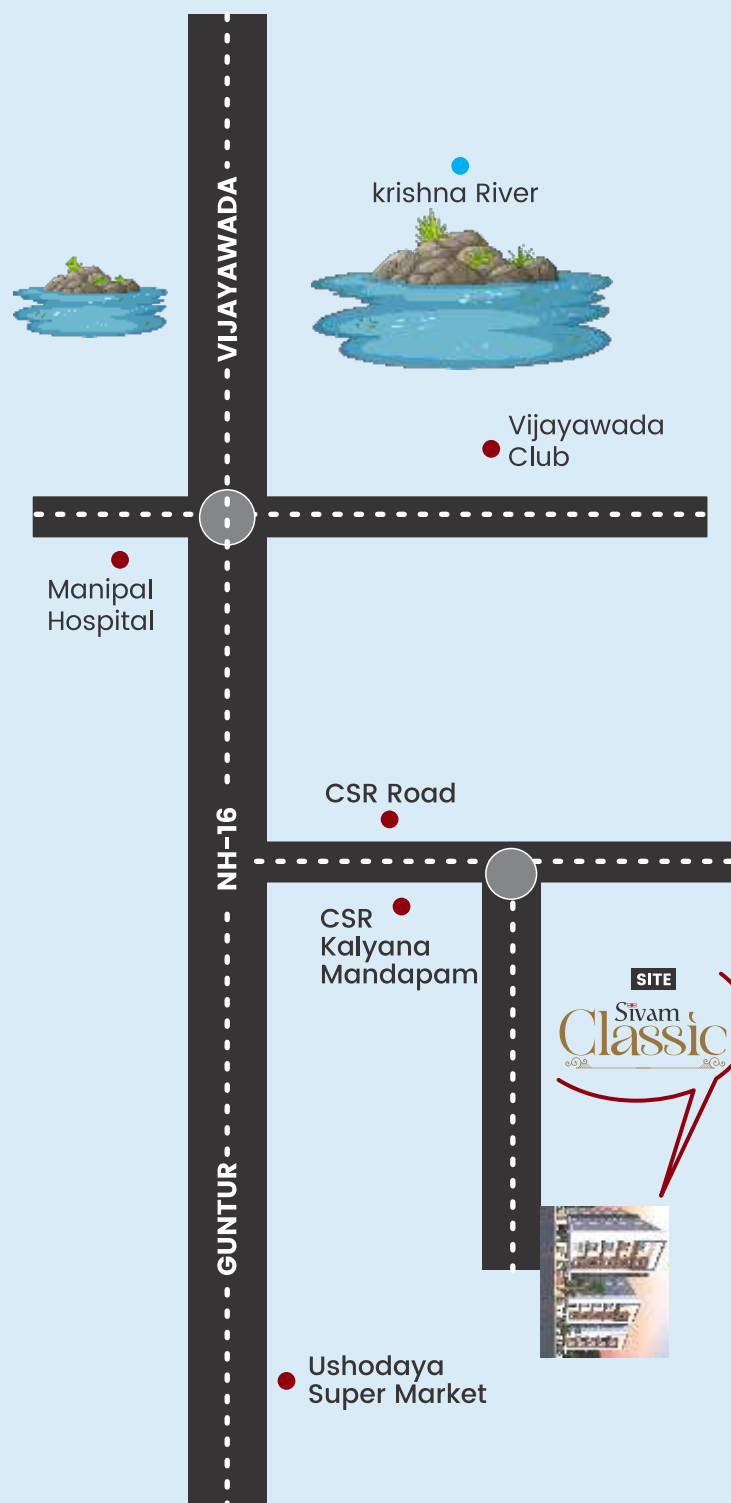 krishna River
VIJAYAWADA
Vijayawada
Club
Manipal
Hospital
CSR Road
NH-16
CSR
Kalyana
Mandapam
SITE
Sivam
Classic
GUNTUR
Ushodaya
Super Market